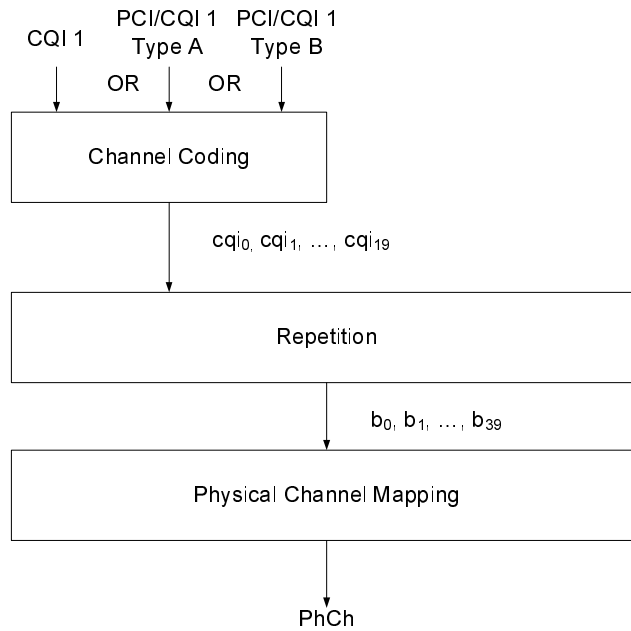 CQI 1
PCI/CQI 1
Type A
PCI/CQI 1
Type B
OR
OR
Channel Coding
cqi₀, cqi₁, …, cqi₁₉
Repetition
b₀, b₁, …, b₃₉
Physical Channel Mapping
PhCh